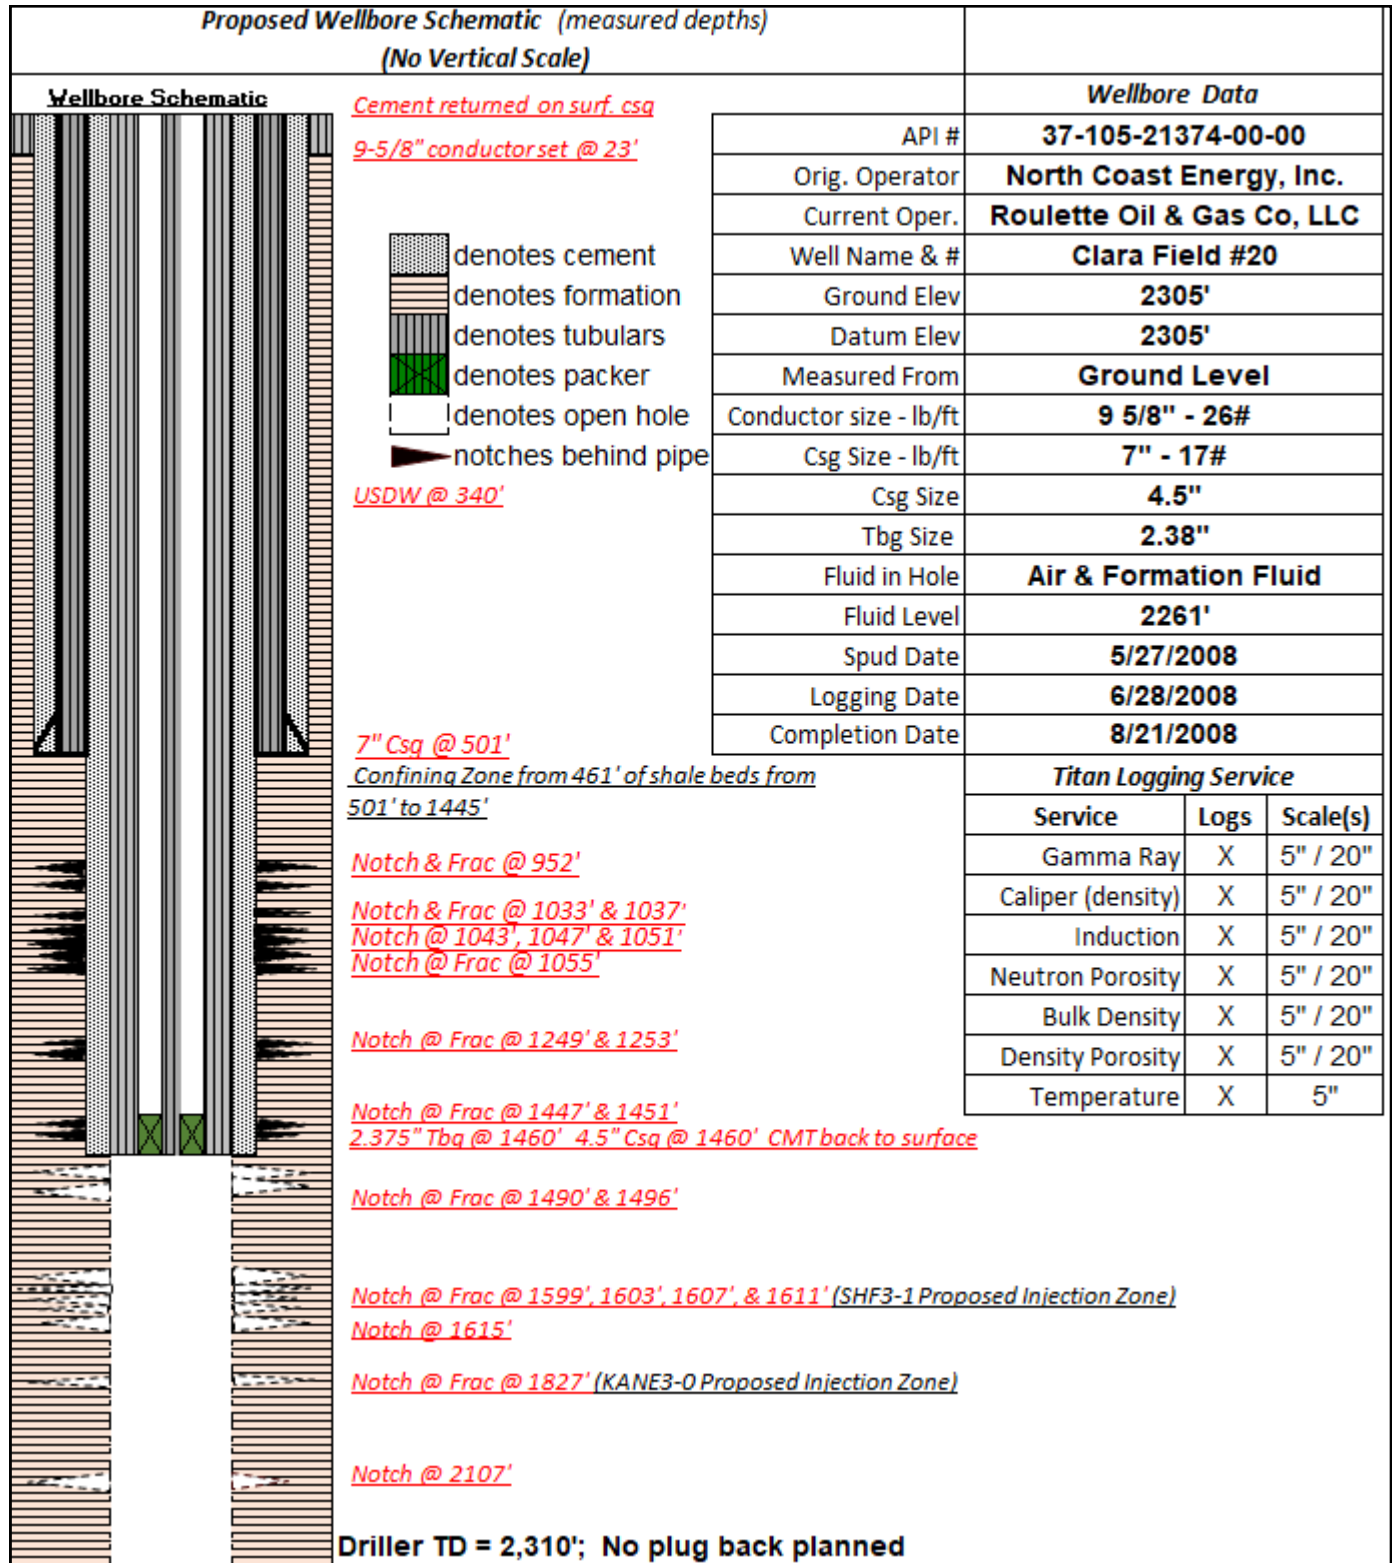 Proposed Wellbore Schematic (measured depths)
(No Vertical Scale)
Wellbore Schematic
Cement returned on surf. csg
9-5/8" conductor set @ 23'
denotes cement
denotes formation
denotes tubulars
denotes packer
denotes open hole
notches behind pipe
USDW @ 340'
7" Csg @ 501'
Confining Zone from 461' of shale beds from
501' to 1445'
Notch & Frac @ 952'
Notch & Frac @ 1033' & 1037'
Notch @ 1043', 1047' & 1051'
Notch @ Frac @ 1055'
Notch @ Frac @ 1249' & 1253'
Notch @ Frac @ 1447' & 1451'
2.375" Tbg @ 1460' 4.5" Csg @ 1460' CMT back to surface
Notch @ Frac @ 1490' & 1496'
Notch @ Frac @ 1599', 1603', 1607', & 1611' (SHF3-1 Proposed Injection Zone)
Notch @ 1615'
Notch @ Frac @ 1827' (KANE3-0 Proposed Injection Zone)
Notch @ 2107'
Driller TD = 2,310'; No plug back planned
Wellbore Data
API # 37-105-21374-00-00
Orig. Operator North Coast Energy, Inc.
Current Oper. Roulette Oil & Gas Co, LLC
Well Name & # Clara Field #20
Ground Elev 2305'
Datum Elev 2305'
Measured From Ground Level
Conductor size - lb/ft 9 5/8" - 26#
Csg Size - lb/ft 7" - 17#
Csg Size 4.5"
Tbg Size 2.38"
Fluid in Hole Air & Formation Fluid
Fluid Level 2261'
Spud Date 5/27/2008
Logging Date 6/28/2008
Completion Date 8/21/2008
Titan Logging Service
Service Logs Scale(s)
Gamma Ray X 5" / 20"
Caliper (density) X 5" / 20"
Induction X 5" / 20"
Neutron Porosity X 5" / 20"
Bulk Density X 5" / 20"
Density Porosity X 5" / 20"
Temperature X 5"